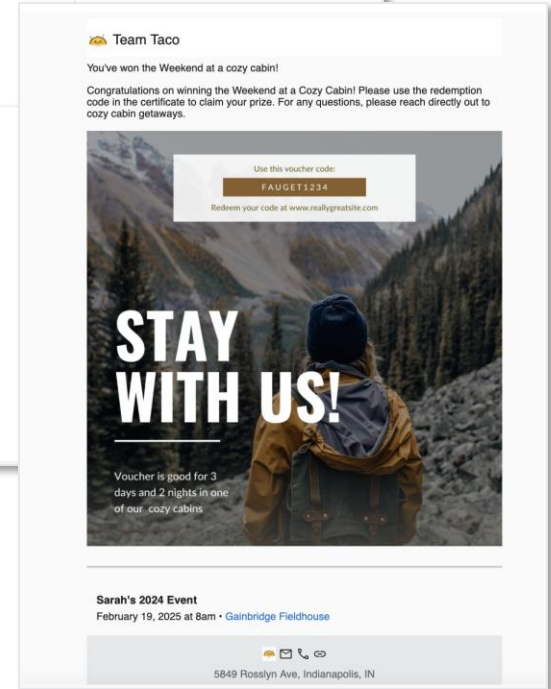 Team Taco
You've won the Weekend at a cozy cabin!
Congratulations on winning the Weekend at a Cozy Cabin! Please use the redemption
code in the certificate to claim your prize. For any questions, please reach directly out to
cozy cabin getaways.
Use this voucher code:
FAUGET1234
Redeem your code at www.reallygreatsite.com
STAY
WITH US!
Voucher is good for 3
days and 2 nights in one
of our cozy cabins
Sarah's 2024 Event
February 19, 2025 at 8am • Gainbridge Fieldhouse
5849 Rosslyn Ave, Indianapolis, IN